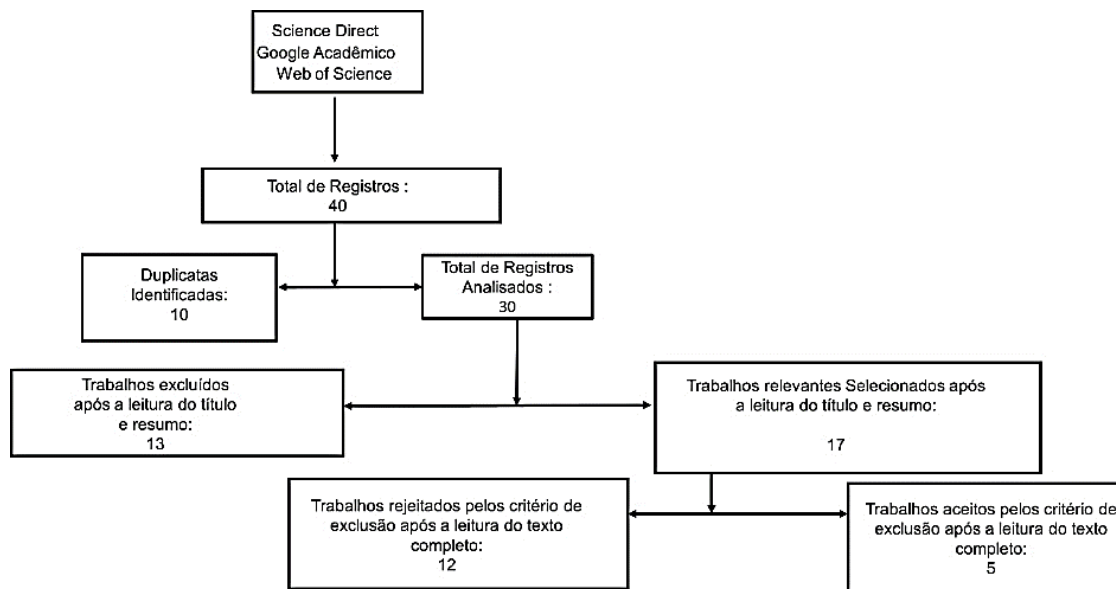 Science Direct
Google Acadêmico
Web of Science
Total de Registros :
40
Duplicatas
Identificadas:
10
Total de Registros
Analisados :
30
Trabalhos excluídos
após a leitura do título
e resumo:
13
Trabalhos relevantes Selecionados após
a leitura do título e resumo:
17
Trabalhos rejeitados pelos critério de
exclusão após a leitura do texto
completo:
12
Trabalhos aceitos pelos critério de
exclusão após a leitura do texto
completo:
5